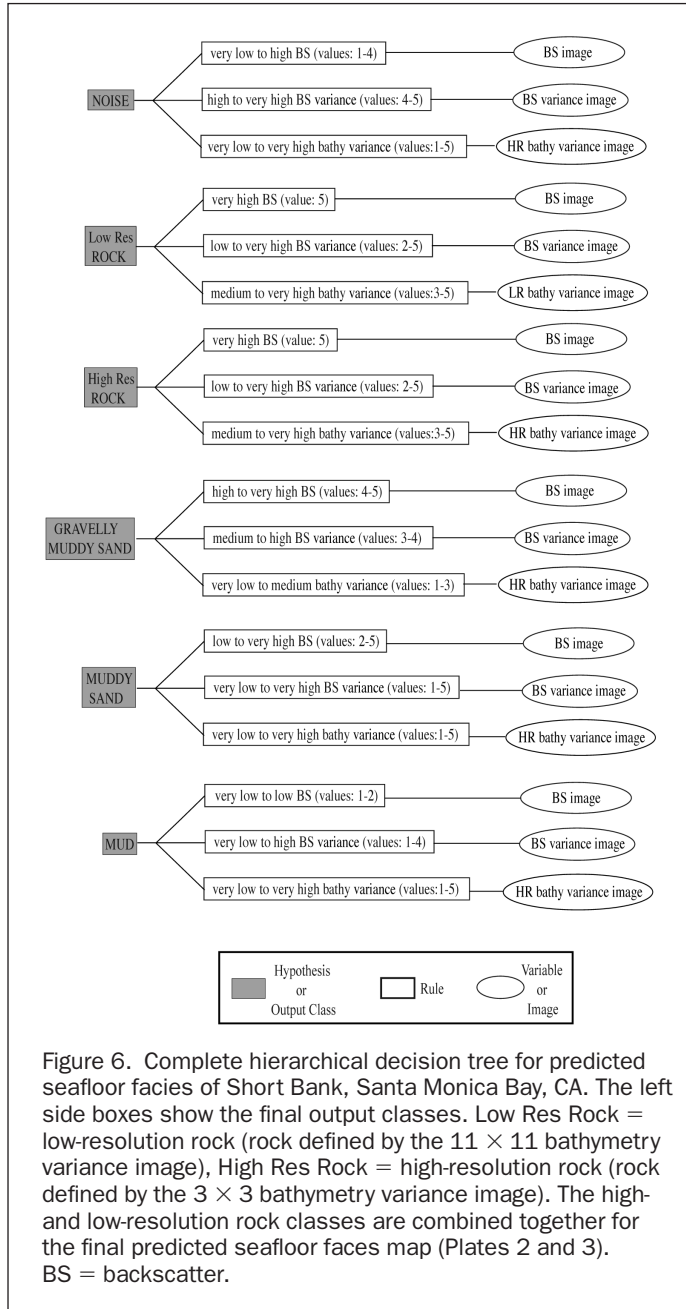 very low to high BS (values: 1-4)
BS image
NOISE
high to very high BS variance (values: 4-5)
BS variance image
very low to very high bathy variance (values:1-5)
HR bathy variance image
very high BS (value: 5)
BS image
Low Res
ROCK
low to very high BS variance (values: 2-5)
BS variance image
medium to very high bathy variance (values:3-5)
LR bathy variance image
very high BS (value: 5)
BS image
High Res
ROCK
low to very high BS variance (values: 2-5)
BS variance image
medium to very high bathy variance (values:3-5)
HR bathy variance image
high to very high BS (values: 4-5)
BS image
GRAVELLY
MUDDY SAND
medium to high BS variance (values: 3-4)
BS variance image
very low to medium bathy variance (values: 1-3)
HR bathy variance image
low to very high BS (values: 2-5)
BS image
MUDDY
SAND
very low to very high BS variance (values: 1-5)
BS variance image
very low to very high bathy variance (values:1-5)
HR bathy variance image
very low to low BS (values: 1-2)
BS image
MUD
very low to high BS variance (values: 1-4)
BS variance image
very low to very high bathy variance (values:1-5)
HR bathy variance image
Hypothesis
or
Output Class
Rule
Variable
or
Image
Figure 6. Complete hierarchical decision tree for predicted
seafloor facies of Short Bank, Santa Monica Bay, CA. The left
side boxes show the final output classes. Low Res Rock =
low-resolution rock (rock defined by the 11 × 11 bathymetry
variance image), High Res Rock = high-resolution rock (rock
defined by the 3 × 3 bathymetry variance image). The high-
and low-resolution rock classes are combined together for
the final predicted seafloor faces map (Plates 2 and 3).
BS = backscatter.